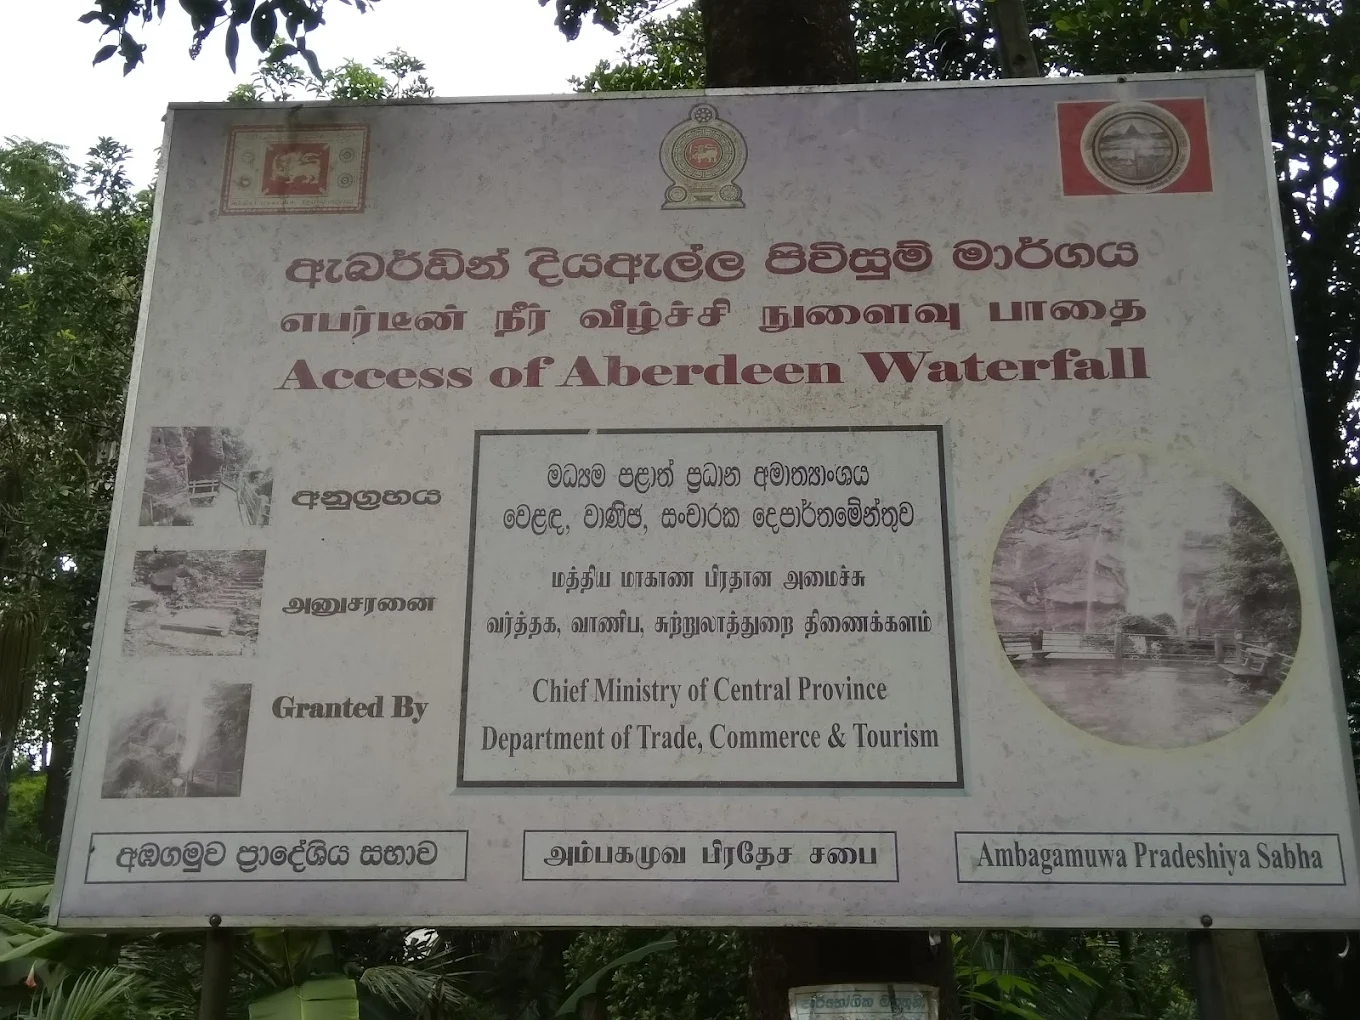 ඇබර්ඩින් දියඇල්ල පිවිසුම් මාර්ගය
எபர்டீன் நீர் வீழ்ச்சி நுளைவு பாதை
Access of Aberdeen Waterfall
අනුග්‍රහය
அனுசரனை
Granted By
මධ්‍යම පළාත් ප්‍රධාන අමාත්‍යාංශය
වෙළඳ, වාණිජ, සංචාරක දෙපාර්තමේන්තුව
மத்திய மாகாண பிரதான அமைச்சு
வர்த்தக, வாணிப, சுற்றுலாத்துறை திணைக்களம்
Chief Ministry of Central Province
Department of Trade, Commerce & Tourism
අඹගමුව ප්‍රාදේශිය සභාව
அம்பகமுவ பிரதேச சபை
Ambagamuwa Pradeshiya Sabha